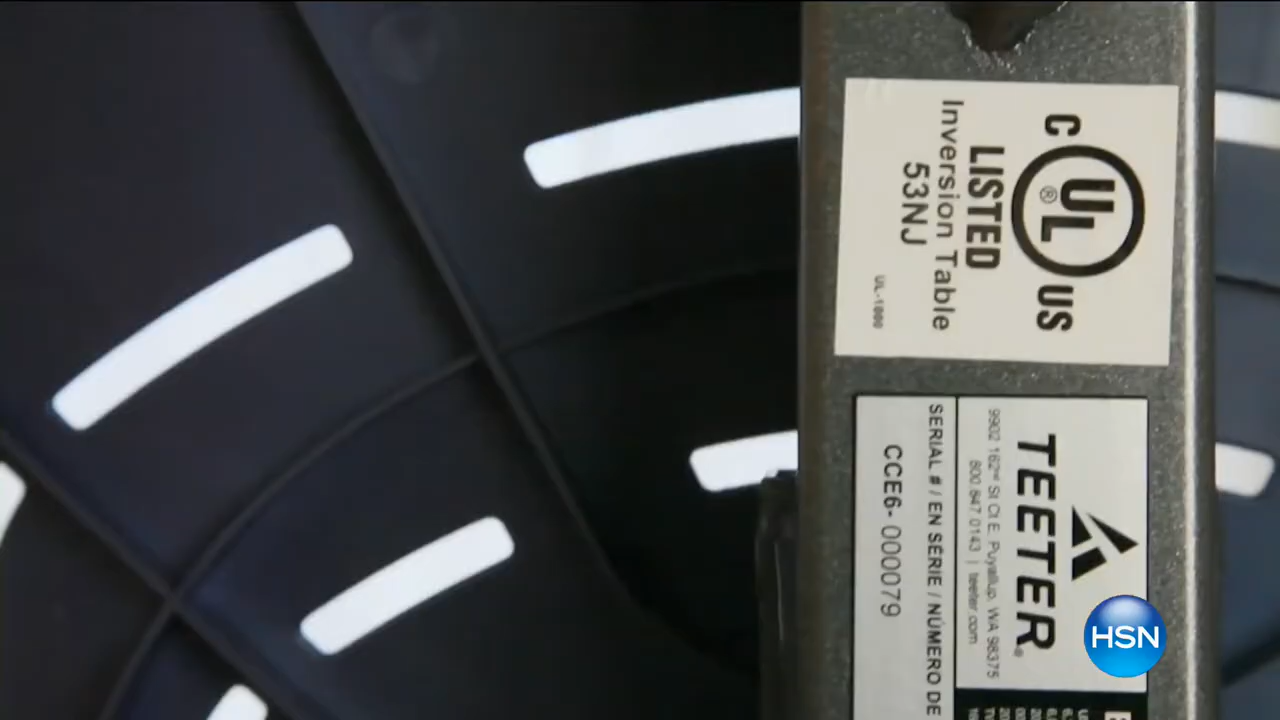 C UL US
®
LISTED
Inversion Table
53NJ
UL-1000
TEETER®
9902 162nd St Ct E. Puyallup, WA 98375
800.847.0143 | teeter.com
SERIAL # / EN SÉRIE / NÚMERO DE
CCE6-000079
HSN